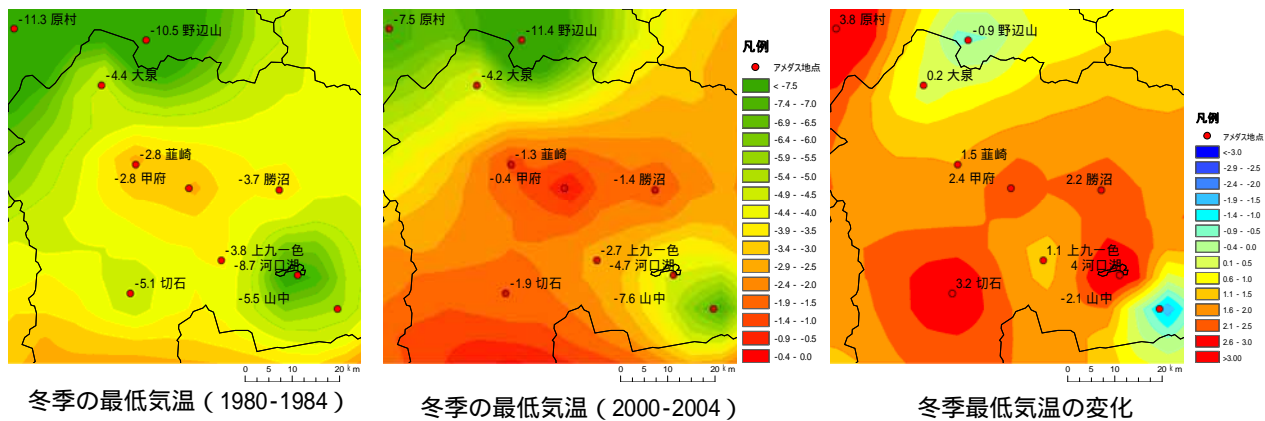 -11.3 原村
-10.5 野辺山
-4.4 大泉
-2.8 韮崎
-2.8 甲府
-3.7 勝沼
-3.8 上九一色
-8.7 河口湖
-5.1 切石
-5.5 山中
0 5 10 20 km
冬季の最低気温（1980-1984）
-7.5 原村
-11.4 野辺山
-4.2 大泉
-1.3 韮崎
-0.4 甲府
-1.4 勝沼
-2.7 上九一色
-4.7 河口湖
-1.9 切石
-7.6 山中
0 5 10 20 km
冬季の最低気温（2000-2004）
凡例
アメダス地点
< -7.5
-7.4 - -7.0
-6.9 - -6.5
-6.4 - -6.0
-5.9 - -5.5
-5.4 - -5.0
-4.9 - -4.5
-4.4 - -4.0
-3.9 - -3.5
-3.4 - -3.0
-2.9 - -2.5
-2.4 - -2.0
-1.9 - -1.5
-1.4 - -1.0
-0.9 - -0.5
-0.4 - 0.0
3.8 原村
-0.9 野辺山
0.2 大泉
1.5 韮崎
2.4 甲府
2.2 勝沼
1.1 上九一色
4 河口湖
3.2 切石
-2.1 山中
0 5 10 20 km
冬季最低気温の変化
凡例
アメダス地点
<-3.0
-2.9 - -2.5
-2.4 - -2.0
-1.9 - -1.5
-1.4 - -1.0
-0.9 - -0.5
-0.4 - 0.0
0.1 - 0.5
0.6 - 1.0
1.1 - 1.5
1.6 - 2.0
2.1 - 2.5
2.6 - 3.0
>3.00